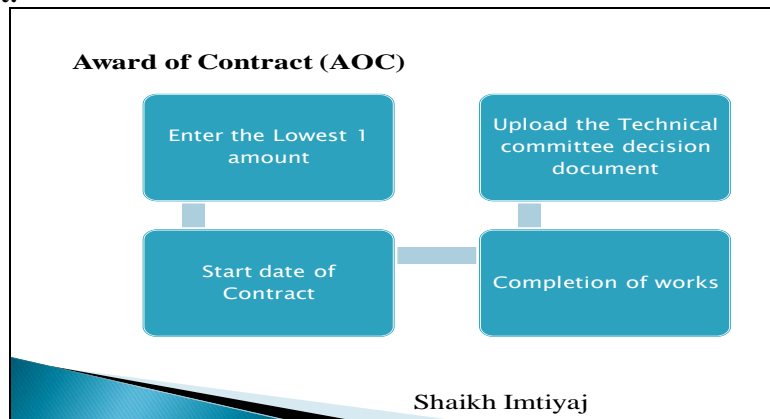 Award of Contract (AOC)
Enter the Lowest 1
amount
Start date of
Contract
Completion of works
Upload the Technical
committee decision
document
Shaikh Imtiyaj